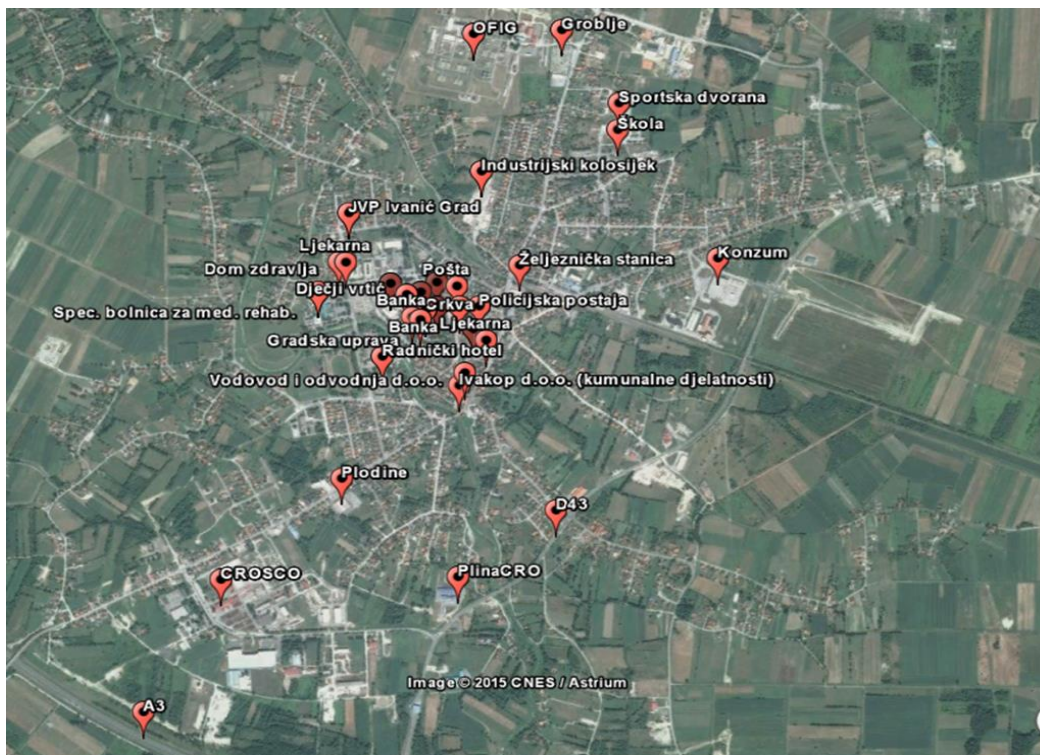 OFIG
Groblje
Sportska dvorana
Škola
Industrijski kolosijek
JVP Ivanić Grad
Ljekarna
Željeznička stanica
Konzum
Dom zdravlja
Pošta
Dječji vrtić
Banka
Crkva
Policijska postaja
Spec. bolnica za med. rehab.
Banka
Ljekarna
Gradska uprava
Radnički hotel
Vodovod i odvodnja d.o.o.
Ivakop d.o.o. (kumunalne djelatnosti)
Plodine
D43
CROSCO
PlinaCRO
Image © 2015 CNES / Astrium
A3